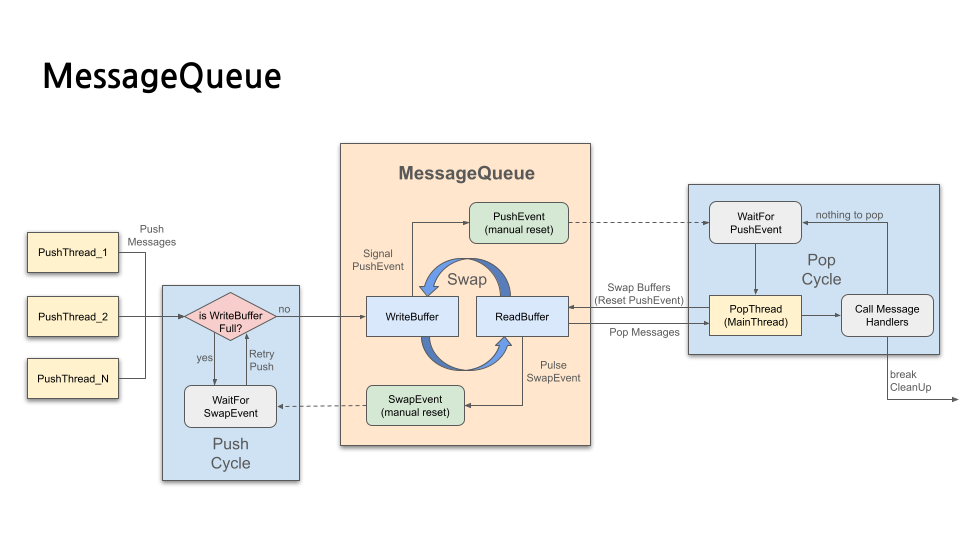 MessageQueue
MessageQueue
PushEvent
(manual reset)
WaitFor
PushEvent
nothing to pop
Push
Messages
PushThread_1
Signal
PushEvent
Swap
Pop
Cycle
Swap Buffers
(Reset PushEvent)
PushThread_2
is WriteBuffer
Full?
no
WriteBuffer
ReadBuffer
PopThread
(MainThread)
Call Message
Handlers
Pop Messages
yes
Retry
Push
Pulse
SwapEvent
PushThread_N
break
CleanUp
WaitFor
SwapEvent
SwapEvent
(manual reset)
Push
Cycle